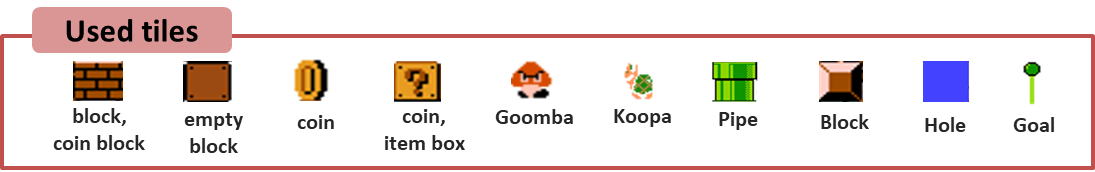 Used tiles
block,
coin block
empty
block
coin
?
coin,
item box
Goomba
Koopa
Pipe
Block
Hole
Goal